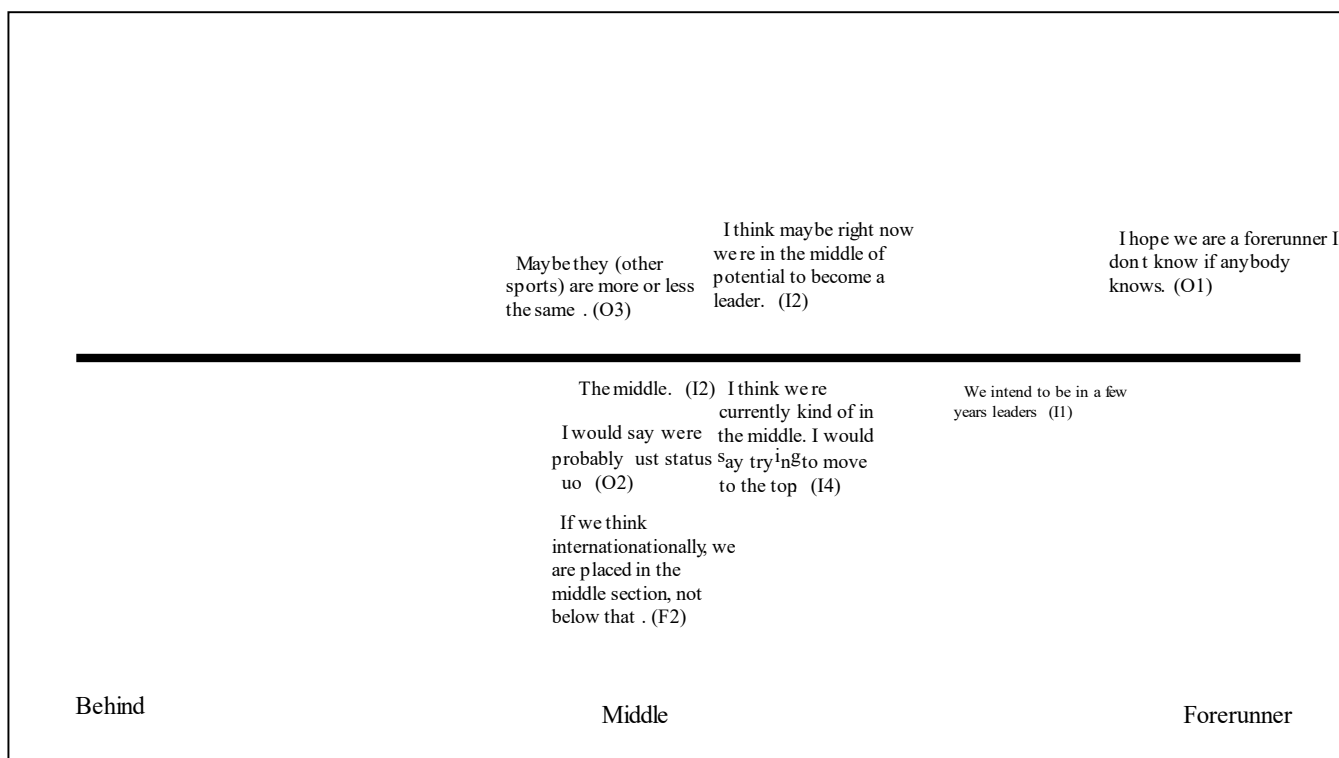 Maybe they (other
sports) are more or less
the same . (O3)
I think maybe right now
we re in the middle of
potential to become a
leader. (I2)
I hope we are a forerunner I
don t know if anybody
knows. (O1)
The middle. (I2)
I would say were
probably ust status
uo (O2)
If we think
internationationally, we
are placed in the
middle section, not
below that . (F2)
I think we re
currently kind of in
the middle. I would
say trying to move
to the top (I4)
We intend to be in a few
years leaders (I1)
Behind
Middle
Forerunner